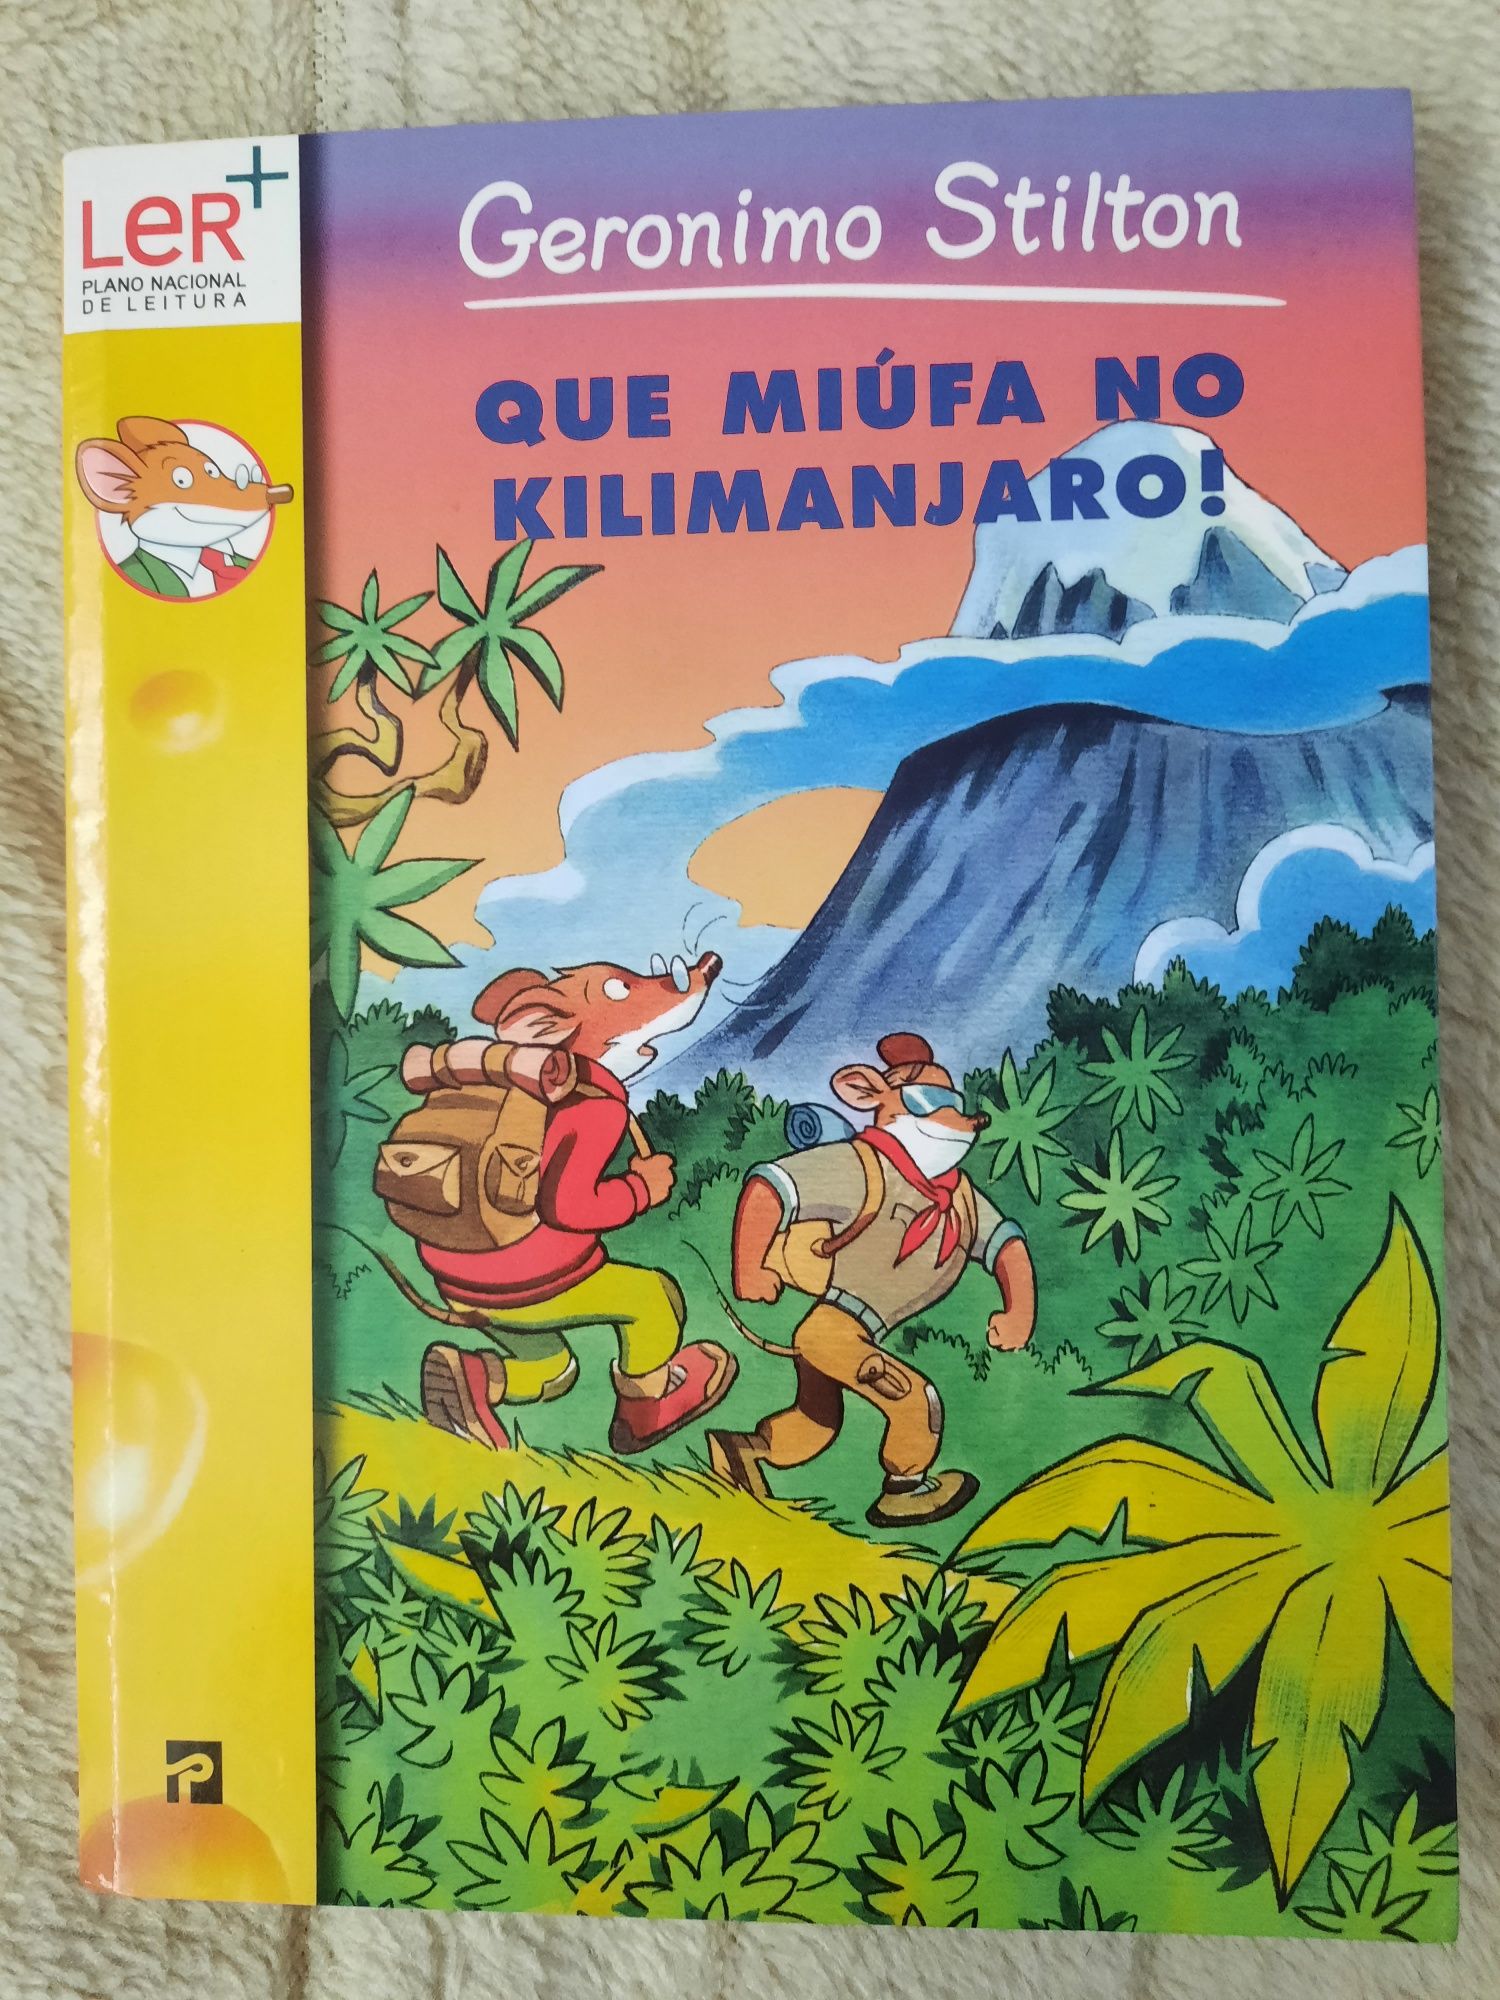 LeR+
PLANO NACIONAL
DE LEITURA
Geronimo Stilton
QUE MIÚFA NO
KILIMANJARO!
P